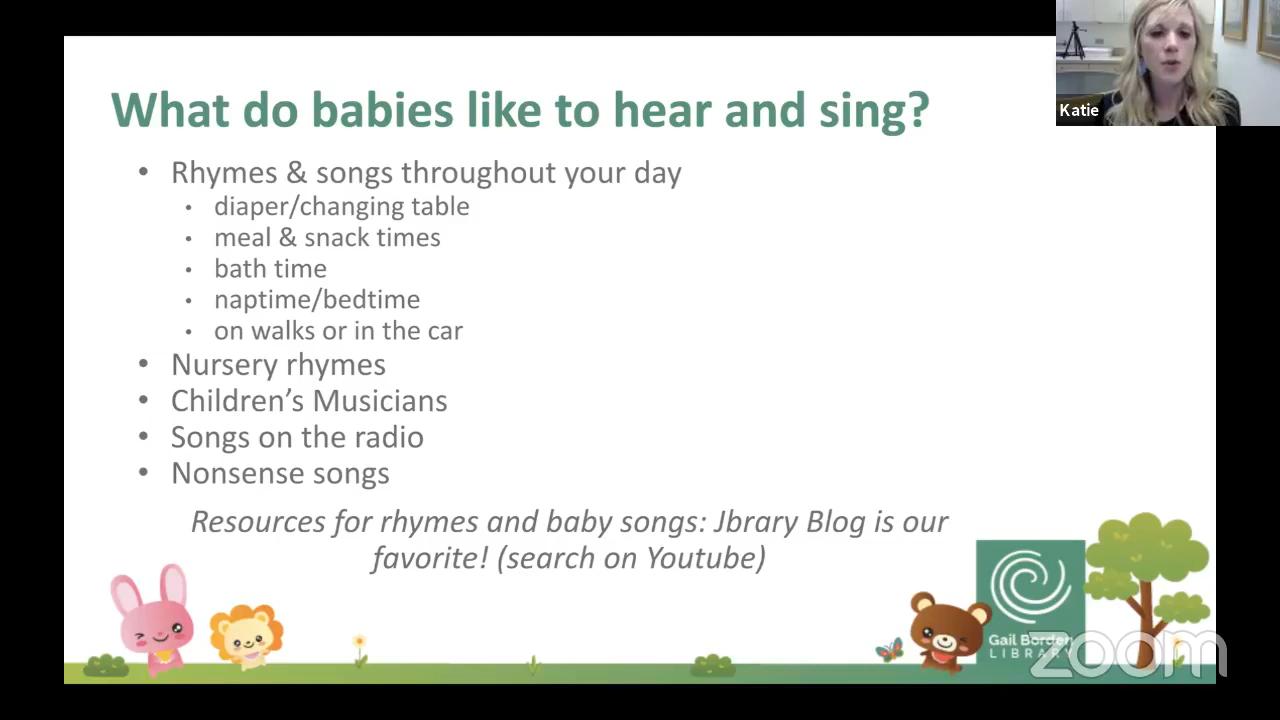 What do babies like to hear and sing?
Katie
• Rhymes & songs throughout your day
• diaper/changing table
• meal & snack times
• bath time
• naptime/bedtime
• on walks or in the car
• Nursery rhymes
• Children’s Musicians
• Songs on the radio
• Nonsense songs
Resources for rhymes and baby songs: Jbrary Blog is our
favorite! (search on Youtube)
Gail Borden
LIBRARY
zoom